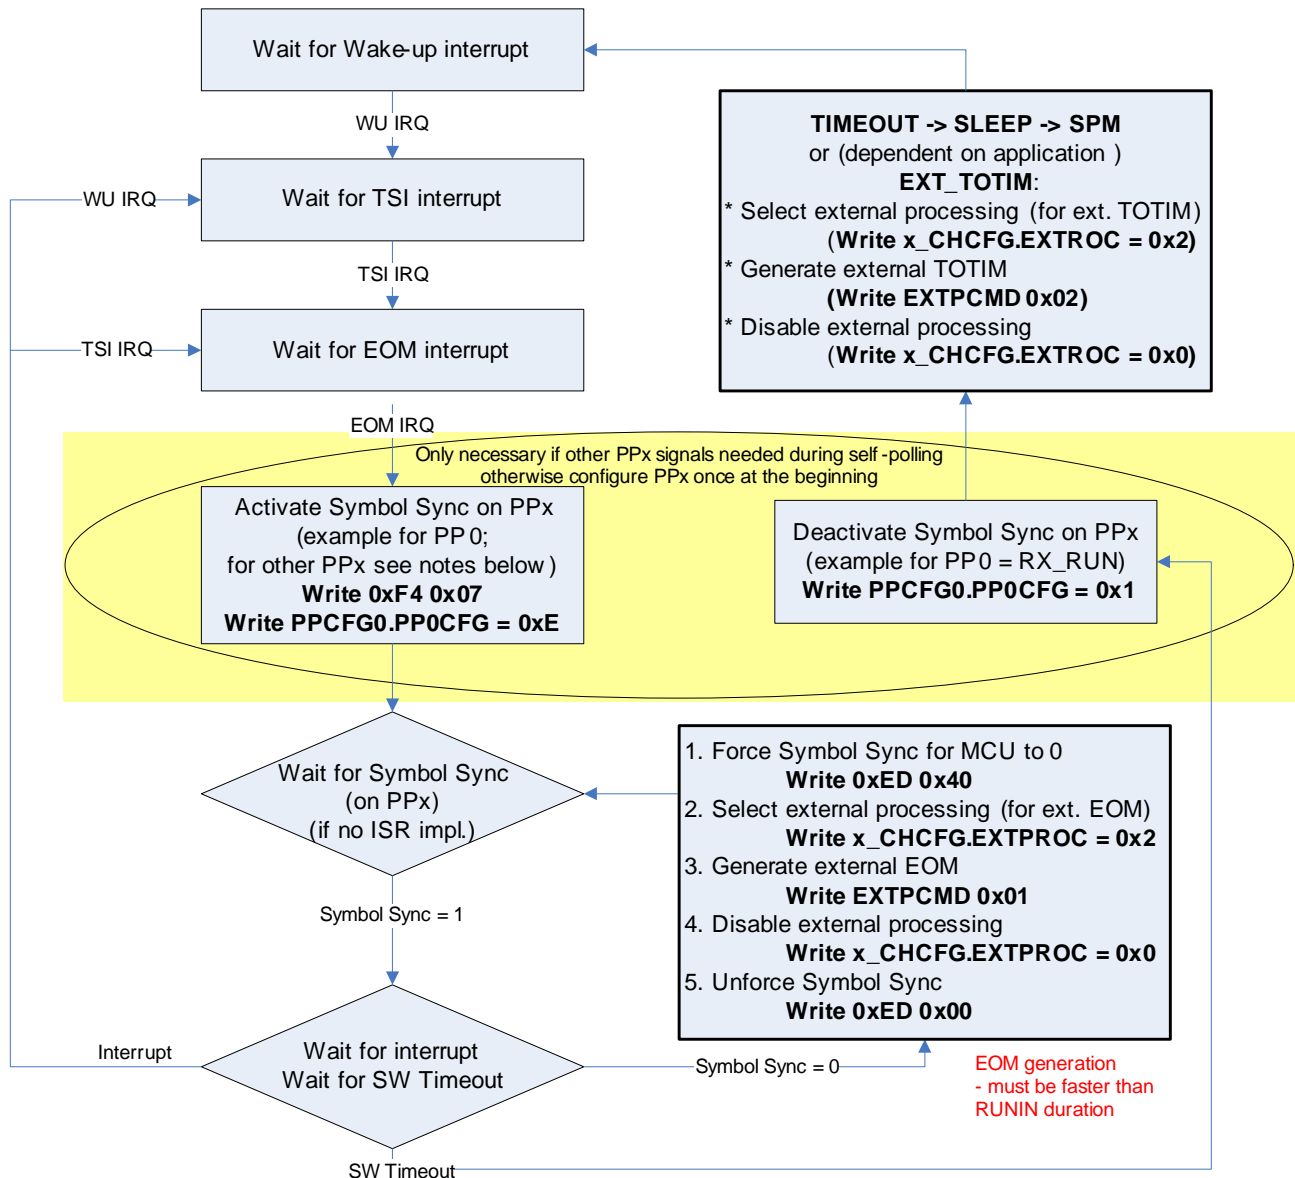 Wait for Wake-up interrupt
WU IRQ
Wait for TSI interrupt
WU IRQ
TSI IRQ
Wait for EOM interrupt
TSI IRQ
EOM IRQ
TIMEOUT -> SLEEP -> SPM
or (dependent on application )
EXT_TOTIM:
* Select external processing (for ext. TOTIM)
(Write x_CHCFG.EXTROC = 0x2)
* Generate external TOTIM
(Write EXTPCMD 0x02)
* Disable external processing
(Write x_CHCFG.EXTROC = 0x0)
Only necessary if other PPx signals needed during self-polling
otherwise configure PPx once at the beginning
Activate Symbol Sync on PPx
(example for PP0;
for other PPx see notes below)
Write 0xF4 0x07
Write PPCFG0.PP0CFG = 0xE
Deactivate Symbol Sync on PPx
(example for PP0 = RX_RUN)
Write PPCFG0.PP0CFG = 0x1
Wait for Symbol Sync
(on PPx)
(if no ISR impl.)
1. Force Symbol Sync for MCU to 0
Write 0xED 0x40
2. Select external processing (for ext. EOM)
Write x_CHCFG.EXTPROC = 0x2
3. Generate external EOM
Write EXTPCMD 0x01
4. Disable external processing
Write x_CHCFG.EXTPROC = 0x0
5. Unforce Symbol Sync
Write 0xED 0x00
Symbol Sync = 1
Interrupt
Wait for interrupt
Wait for SW Timeout
Symbol Sync = 0
EOM generation
- must be faster than
RUNIN duration
SW Timeout